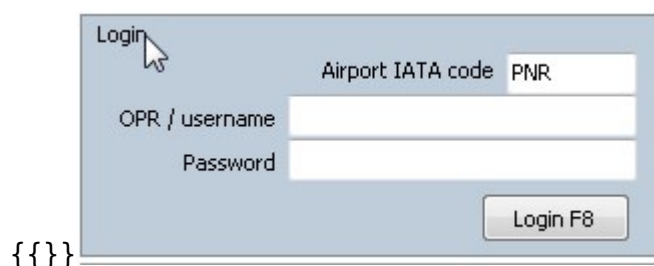 Login
Airport IATA code PNR
OPR / username
Password
Login F8
{{}}